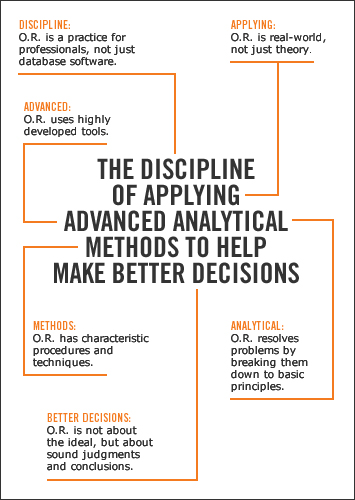 DISCIPLINE:
O.R. is a practice for
professionals, not just
database software.
APPLYING:
O.R. is real-world,
not just theory.
ADVANCED:
O.R. uses highly
developed tools.
THE DISCIPLINE
OF APPLYING
ADVANCED ANALYTICAL
METHODS TO HELP
MAKE BETTER DECISIONS
METHODS:
O.R. has characteristic
procedures and
techniques.
ANALYTICAL:
O.R. resolves
problems by
breaking them
down to basic
principles.
BETTER DECISIONS:
O.R. is not about
the ideal, but about
sound judgments
and conclusions.